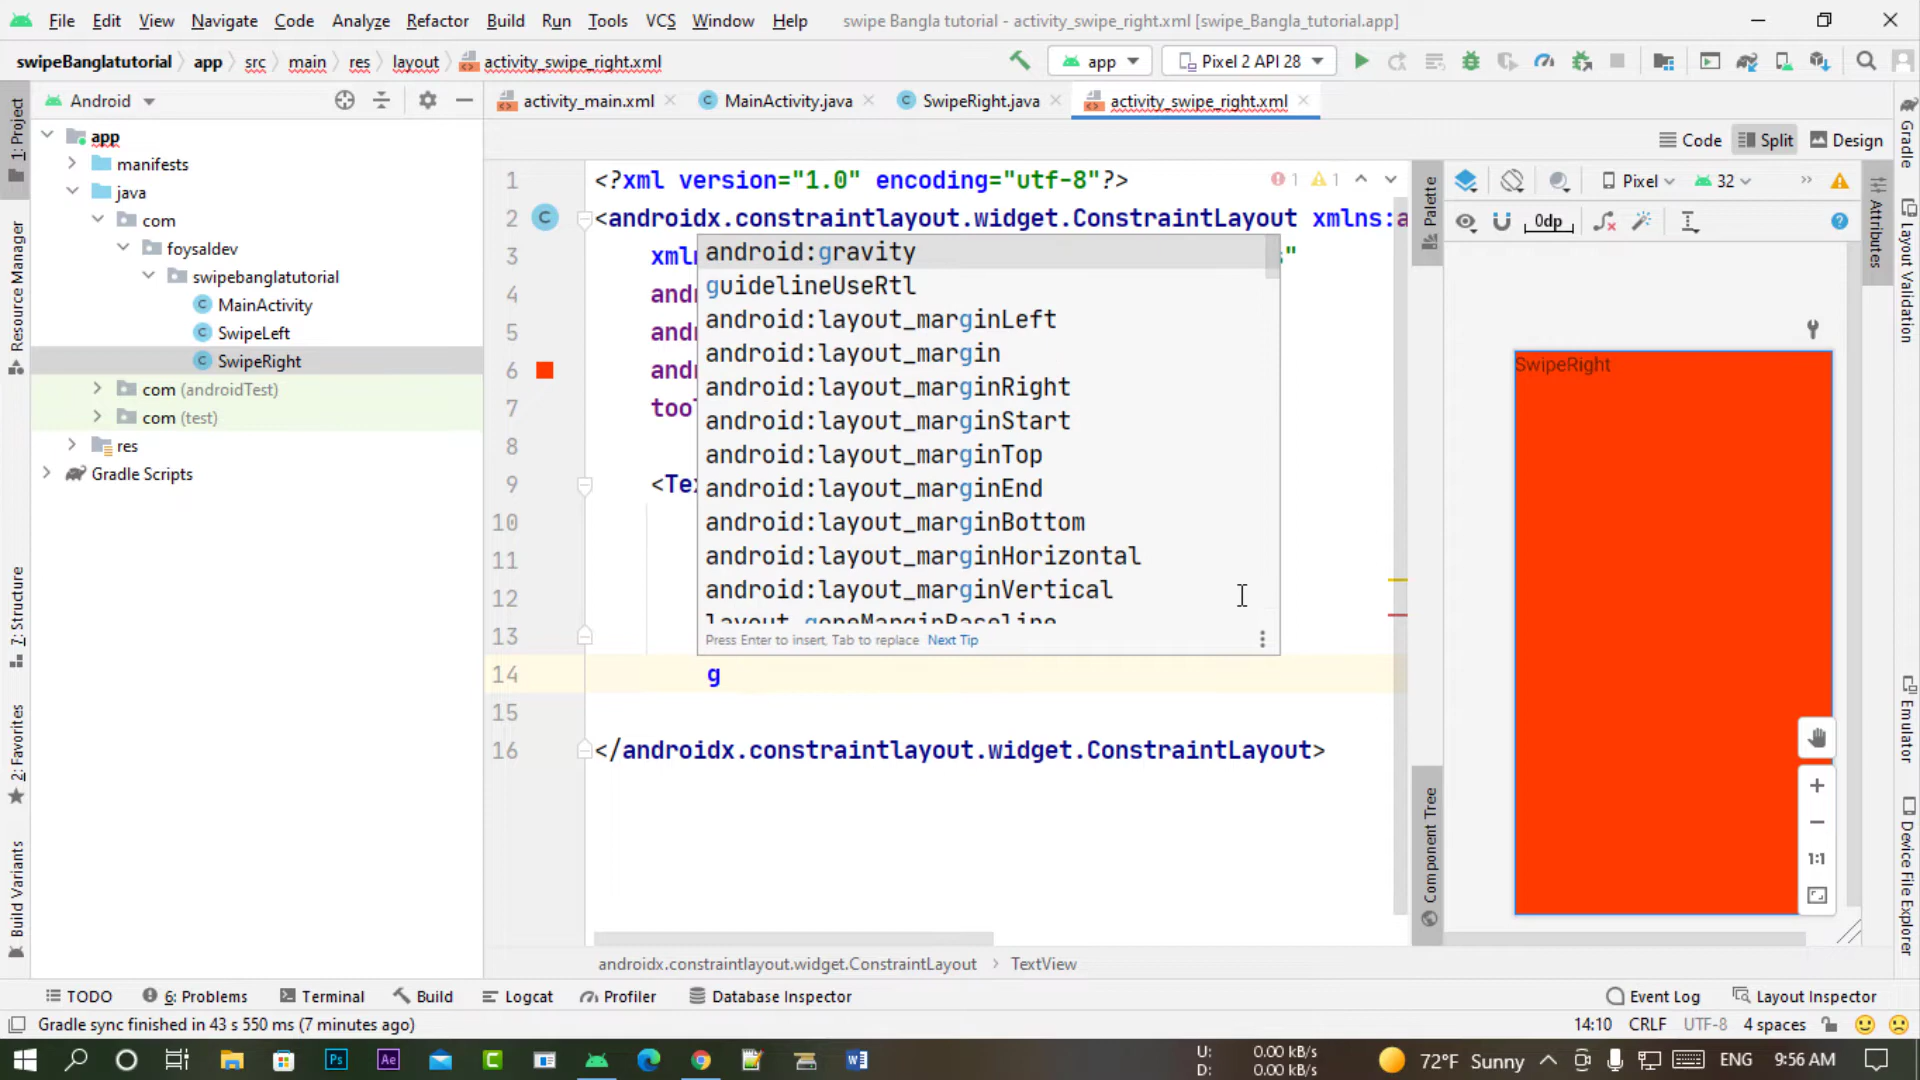 File Edit View Navigate Code Analyze Refactor Build Run Tools VCS Window Help swipe Bangla tutorial - activity_swipe_right.xml [swipe_Bangla_tutorial.app]
swipeBanglatutorial app src main res layout activity_swipe_right.xml app Pixel 2 API 28
Android activity_main.xml MainActivity.java SwipeRight.java activity_swipe_right.xml
Code Split Design
app
manifests
java
com
foysaldev
swipebanglatutorial
MainActivity
SwipeLeft
SwipeRight
com (androidTest)
com (test)
res
Gradle Scripts
1: Project
Resource Manager
7: Structure
2: Favorites
Build Variants
1 <?xml version="1.0" encoding="utf-8"?> 1 1
2 <androidx.constraintlayout.widget.ConstraintLayout xmlns:a
3 xmln s"
4 andr
5 andr
6 andr
7 tool
8
9 <Tex
10
11
12
13
14 g
15
16 </androidx.constraintlayout.widget.ConstraintLayout>
android:gravity
guidelineUseRtl
android:layout_marginLeft
android:layout_margin
android:layout_marginRight
android:layout_marginStart
android:layout_marginTop
android:layout_marginEnd
android:layout_marginBottom
android:layout_marginHorizontal
android:layout_marginVertical
layout_goneMarginBaseline
Press Enter to insert, Tab to replace Next Tip
Palette
Component Tree
Pixel 32
0dp
SwipeRight
1:1
Attributes
Gradle
Layout Validation
Emulator
Device File Explorer
androidx.constraintlayout.widget.ConstraintLayout TextView
TODO 6: Problems Terminal Build Logcat Profiler Database Inspector Event Log Layout Inspector
Gradle sync finished in 43 s 550 ms (7 minutes ago) 14:10 CRLF UTF-8 4 spaces
Ps Ae C W U: 0.00 kB/s D: 0.00 kB/s 72°F Sunny ENG 9:56 AM